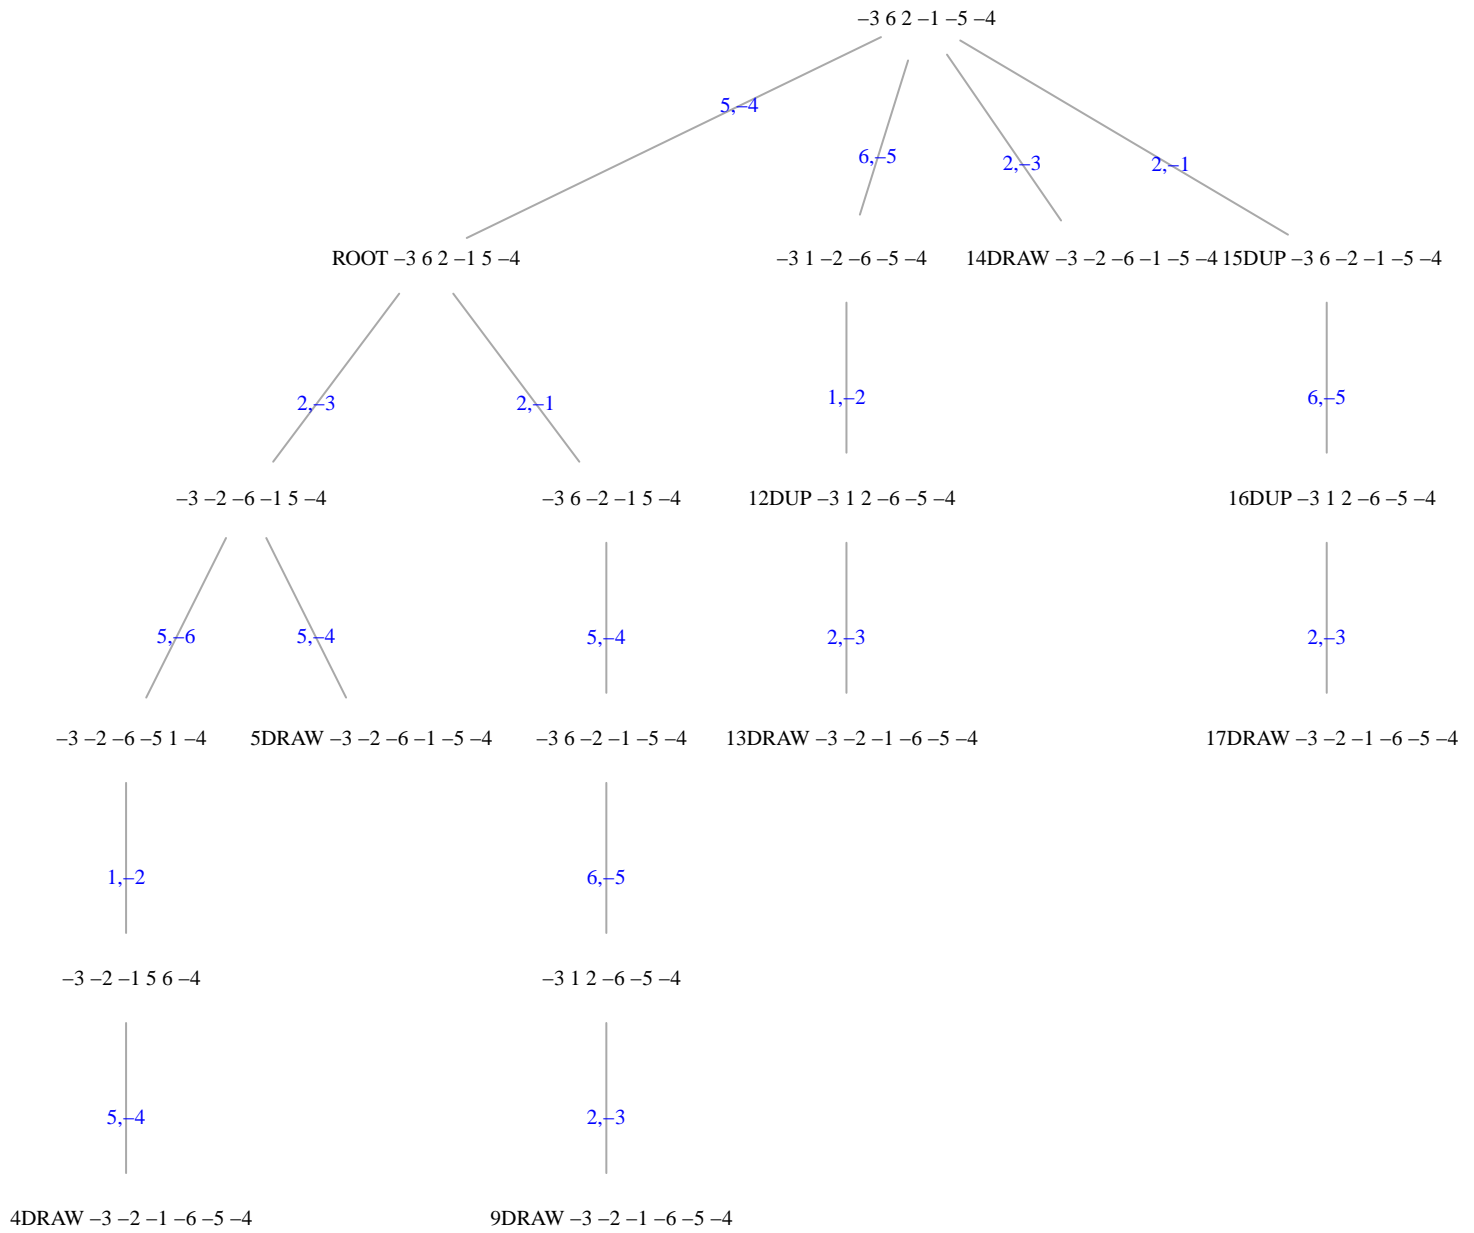 –3 6 2 –1 –5 –4
5,–4
6,–5
2,–3
2,–1
ROOT –3 6 2 –1 5 –4
–3 1 –2 –6 –5 –4
14DRAW –3 –2 –6 –1 –5 –4
15DUP –3 6 –2 –1 –5 –4
2,–3
2,–1
1,–2
6,–5
–3 –2 –6 –1 5 –4
–3 6 –2 –1 5 –4
12DUP –3 1 2 –6 –5 –4
16DUP –3 1 2 –6 –5 –4
5,–6
5,–4
5,–4
2,–3
2,–3
–3 –2 –6 –5 1 –4
5DRAW –3 –2 –6 –1 –5 –4
–3 6 –2 –1 –5 –4
13DRAW –3 –2 –1 –6 –5 –4
17DRAW –3 –2 –1 –6 –5 –4
1,–2
6,–5
–3 –2 –1 5 6 –4
–3 1 2 –6 –5 –4
5,–4
2,–3
4DRAW –3 –2 –1 –6 –5 –4
9DRAW –3 –2 –1 –6 –5 –4